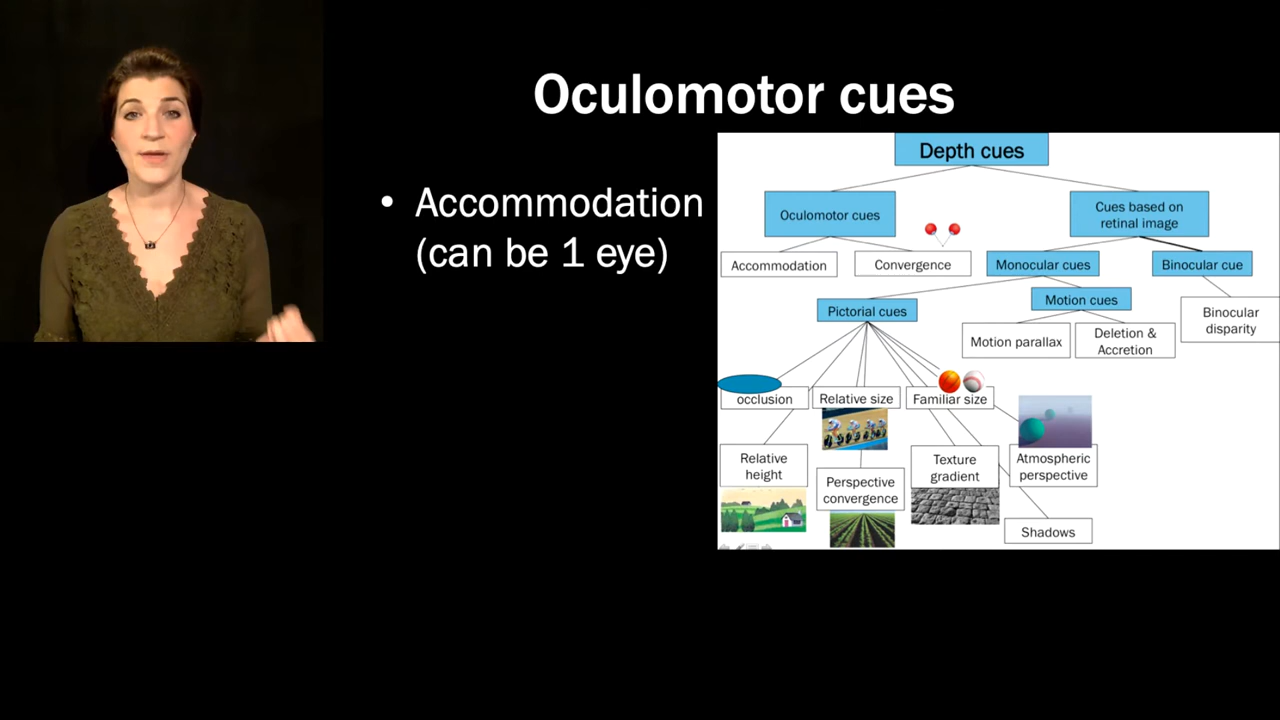 Oculomotor cues
• Accommodation
(can be 1 eye)
Depth cues
Oculomotor cues
Cues based on
retinal image
Accommodation
Convergence
Monocular cues
Binocular cue
Pictorial cues
Motion cues
Binocular
disparity
Motion parallax
Deletion &
Accretion
occlusion
Relative size
Familiar size
Relative
height
Perspective
convergence
Texture
gradient
Atmospheric
perspective
Shadows